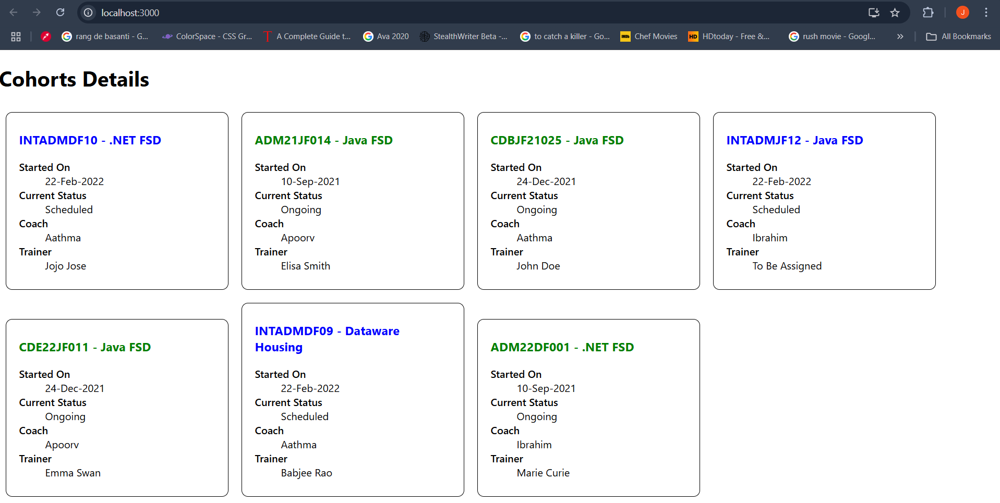 localhost:3000
J
rang de basanti - G...
ColorSpace - CSS Gr...
T
A Complete Guide t...
Ava 2020
StealthWriter Beta -...
to catch a killer - Go...
IMDb
Chef Movies
HD
HDtoday - Free &...
rush movie - Googl...
All Bookmarks
Cohorts Details
INTADMDF10 - .NET FSD
Started On
22-Feb-2022
Current Status
Scheduled
Coach
Aathma
Trainer
Jojo Jose
ADM21JF014 - Java FSD
Started On
10-Sep-2021
Current Status
Ongoing
Coach
Apoorv
Trainer
Elisa Smith
CDBJF21025 - Java FSD
Started On
24-Dec-2021
Current Status
Ongoing
Coach
Aathma
Trainer
John Doe
INTADMJF12 - Java FSD
Started On
22-Feb-2022
Current Status
Scheduled
Coach
Ibrahim
Trainer
To Be Assigned
CDE22JF011 - Java FSD
Started On
24-Dec-2021
Current Status
Ongoing
Coach
Apoorv
Trainer
Emma Swan
INTADMDF09 - Dataware
Housing
Started On
22-Feb-2022
Current Status
Scheduled
Coach
Aathma
Trainer
Babjee Rao
ADM22DF001 - .NET FSD
Started On
10-Sep-2021
Current Status
Ongoing
Coach
Ibrahim
Trainer
Marie Curie